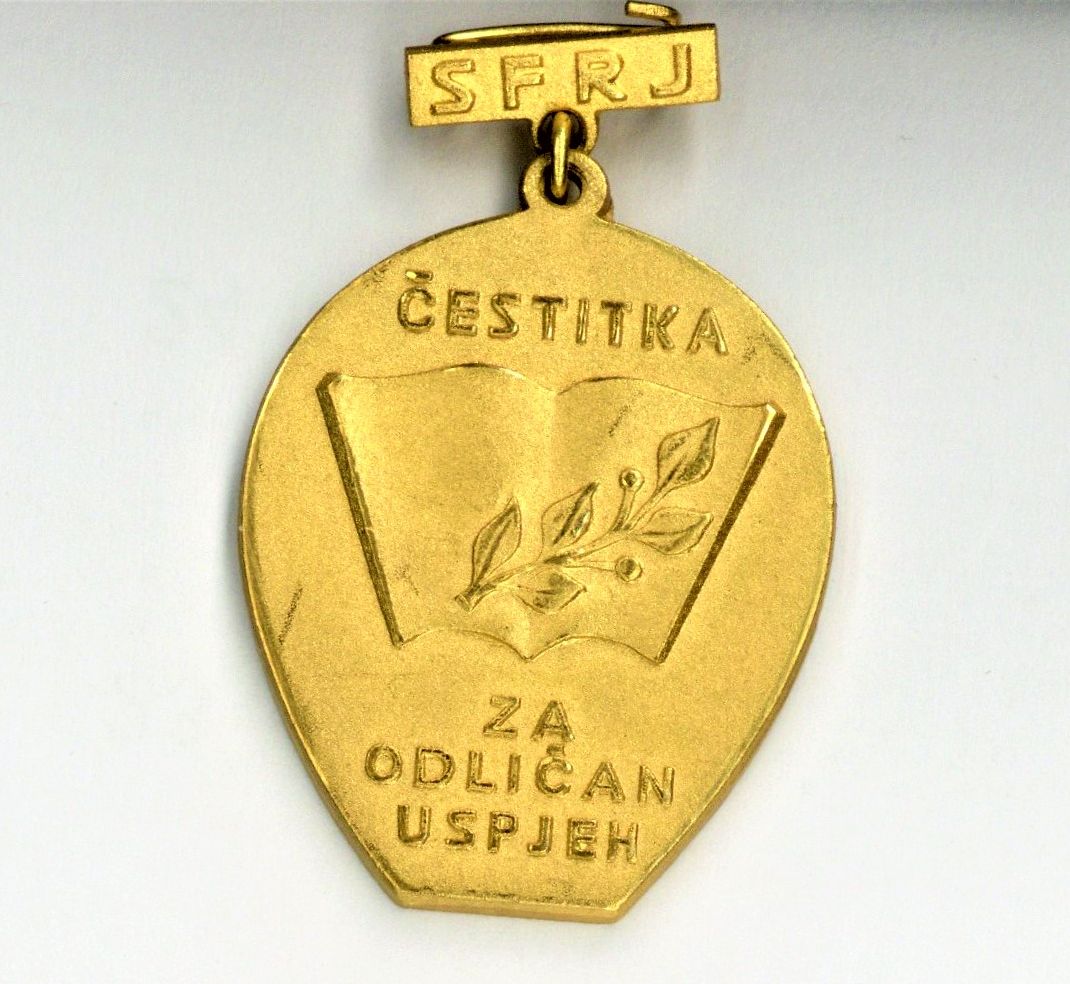 SFRJ
ČESTITKA
ZA
ODLIČAN
USPJEH